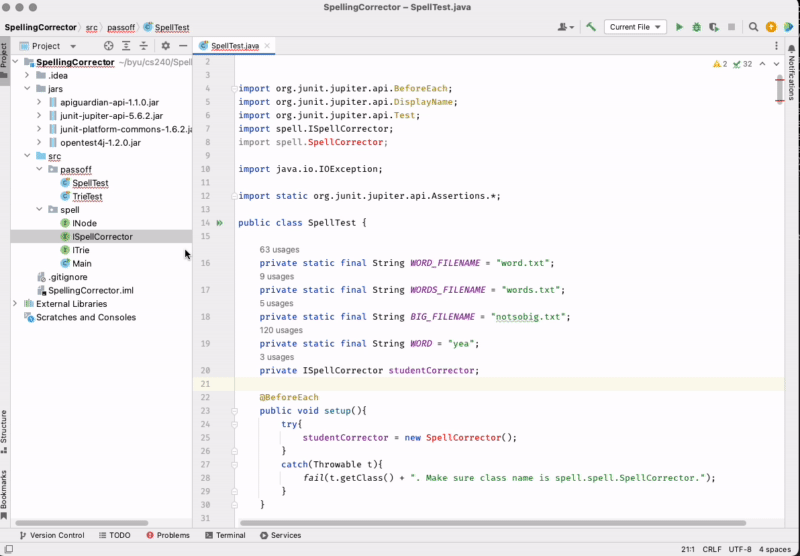 SpellingCorrector – SpellTest.java
SpellingCorrector
src
passoff
SpellTest
Current File
Project
SpellTest.java
Project
SpellingCorrector ~/byu/cs240/Spell
.idea
jars
apiguardian-api-1.1.0.jar
junit-jupiter-api-5.6.2.jar
junit-platform-commons-1.6.2.ja
opentest4j-1.2.0.jar
src
passoff
SpellTest
TrieTest
spell
INode
ISpellCorrector
ITrie
Main
.gitignore
SpellingCorrector.iml
External Libraries
Scratches and Consoles
Structure
Bookmarks
2 32
Notifications
2
3
4 import org.junit.jupiter.api.BeforeEach;
5 import org.junit.jupiter.api.DisplayName;
6 import org.junit.jupiter.api.Test;
7 import spell.ISpellCorrector;
8 import spell.SpellCorrector;
9
10 import java.io.IOException;
11
12 import static org.junit.jupiter.api.Assertions.*;
13
14 public class SpellTest {
15
63 usages
16 private static final String WORD_FILENAME = "word.txt";
9 usages
17 private static final String WORDS_FILENAME = "words.txt";
5 usages
18 private static final String BIG_FILENAME = "notsobig.txt";
120 usages
19 private static final String WORD = "yea";
3 usages
20 private ISpellCorrector studentCorrector;
21
22 @BeforeEach
23 public void setup(){
24 try{
25 studentCorrector = new SpellCorrector();
26 }
27 catch(Throwable t){
28 fail(t.getClass() + ". Make sure class name is spell.spell.SpellCorrector.");
29 }
30 }
31
Version Control
TODO
Problems
Terminal
Services
21:1 CRLF UTF-8 4 spaces